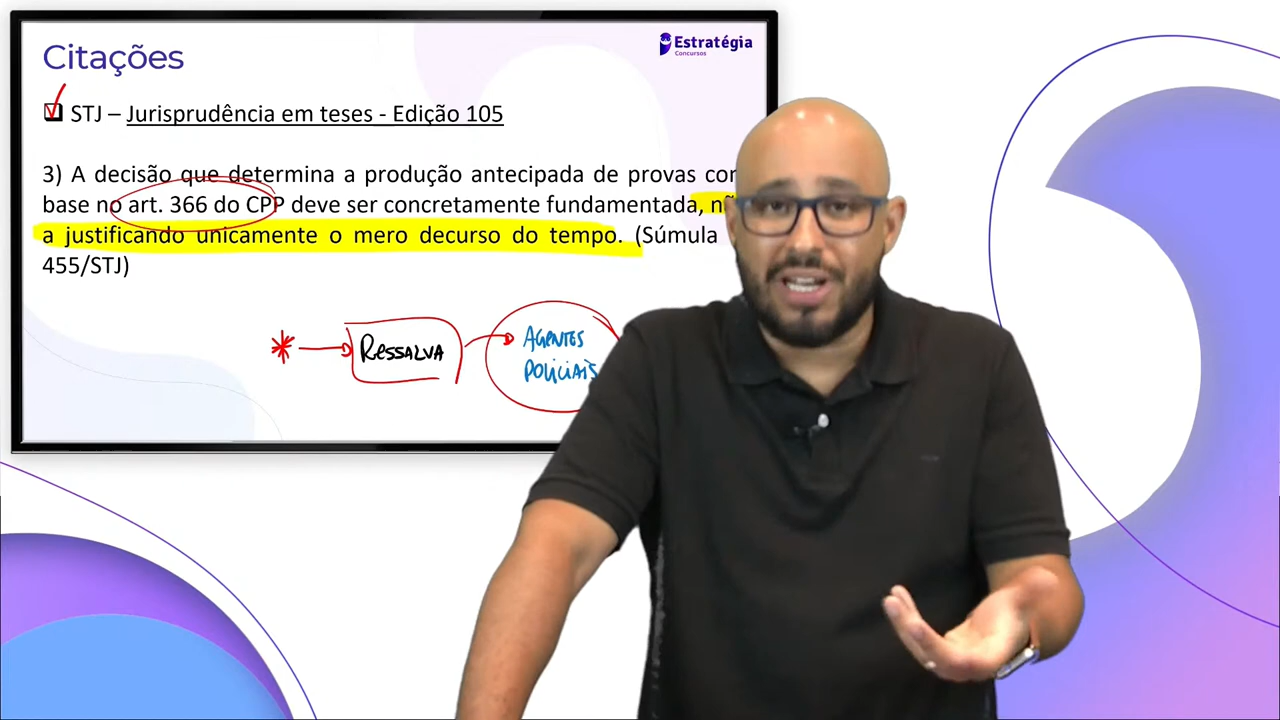 Citações
Estratégia
Concursos
STJ – Jurisprudência em teses - Edição 105
3) A decisão que determina a produção antecipada de provas com
base no art. 366 do CPP deve ser concretamente fundamentada,
a justificando unicamente o mero decurso do tempo. (Súmula
455/STJ)
RESSALVA
AGENTES
POLICIAIS